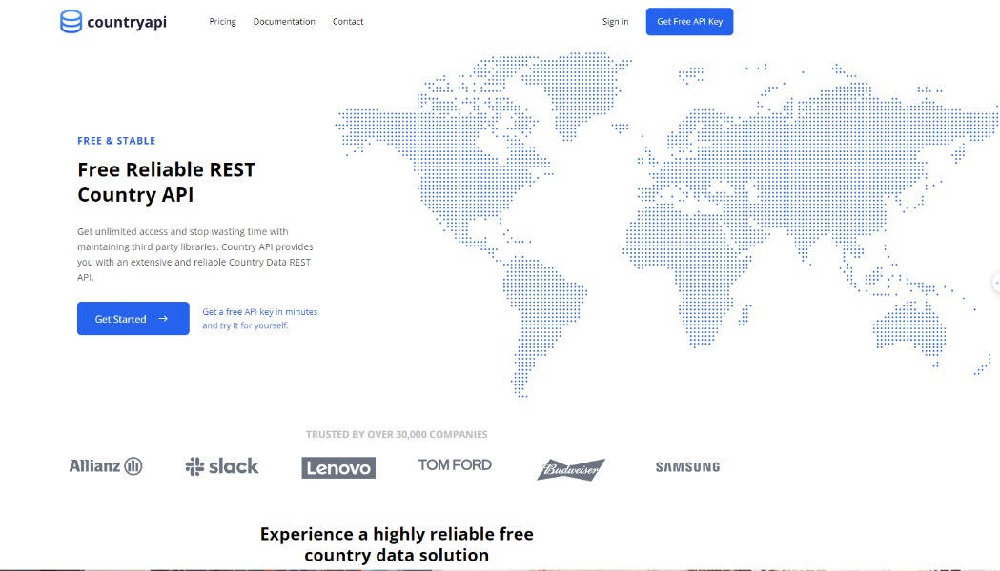 countryapi Pricing Documentation Contact Sign in Get Free API Key
FREE & STABLE
Free Reliable REST
Country API
Get unlimited access and stop wasting time with
maintaining third party libraries. Country API provides
you with an extensive and reliable Country Data REST
API.
Get Started → Get a free API key in minutes
and try it for yourself.
TRUSTED BY OVER 30,000 COMPANIES
Allianz slack Lenovo TOM FORD Budweiser SAMSUNG
Experience a highly reliable free
country data solution